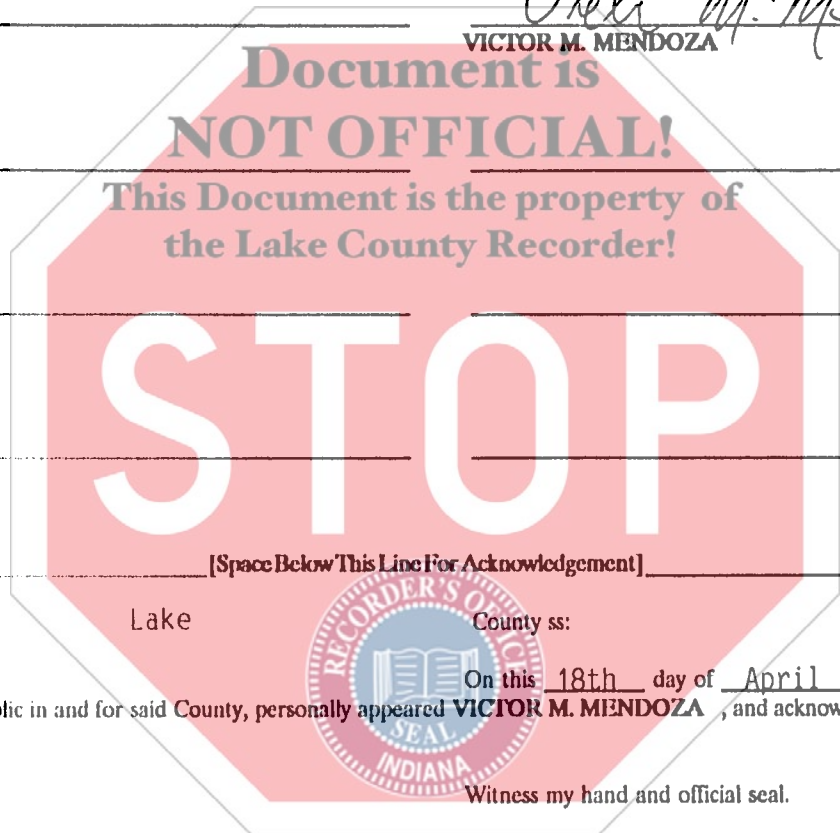 VICTOR M. MENDOZA
Document is
NOT OFFICIAL!
This Document is the property of
the Lake County Recorder!
STOP
[Space Below This Line For Acknowledgement]
Lake County ss:
RECORDER'S OFFICE
SEAL
INDIANA
On this 18th day of April
lic in and for said County, personally appeared VICTOR M. MENDOZA , and acknow
Witness my hand and official seal.